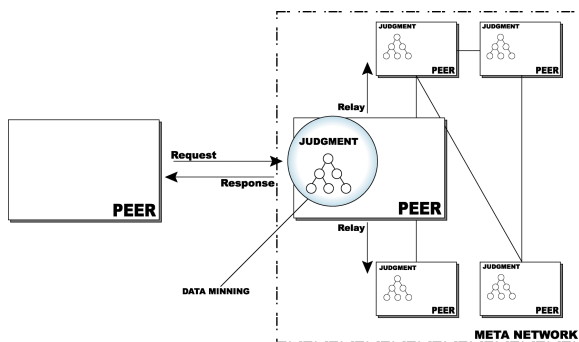 JUDGMENT
PEER
JUDGMENT
PEER
Relay
JUDGMENT
PEER
Request
Response
PEER
Relay
DATA MINNING
JUDGMENT
PEER
JUDGMENT
PEER
META NETWORK